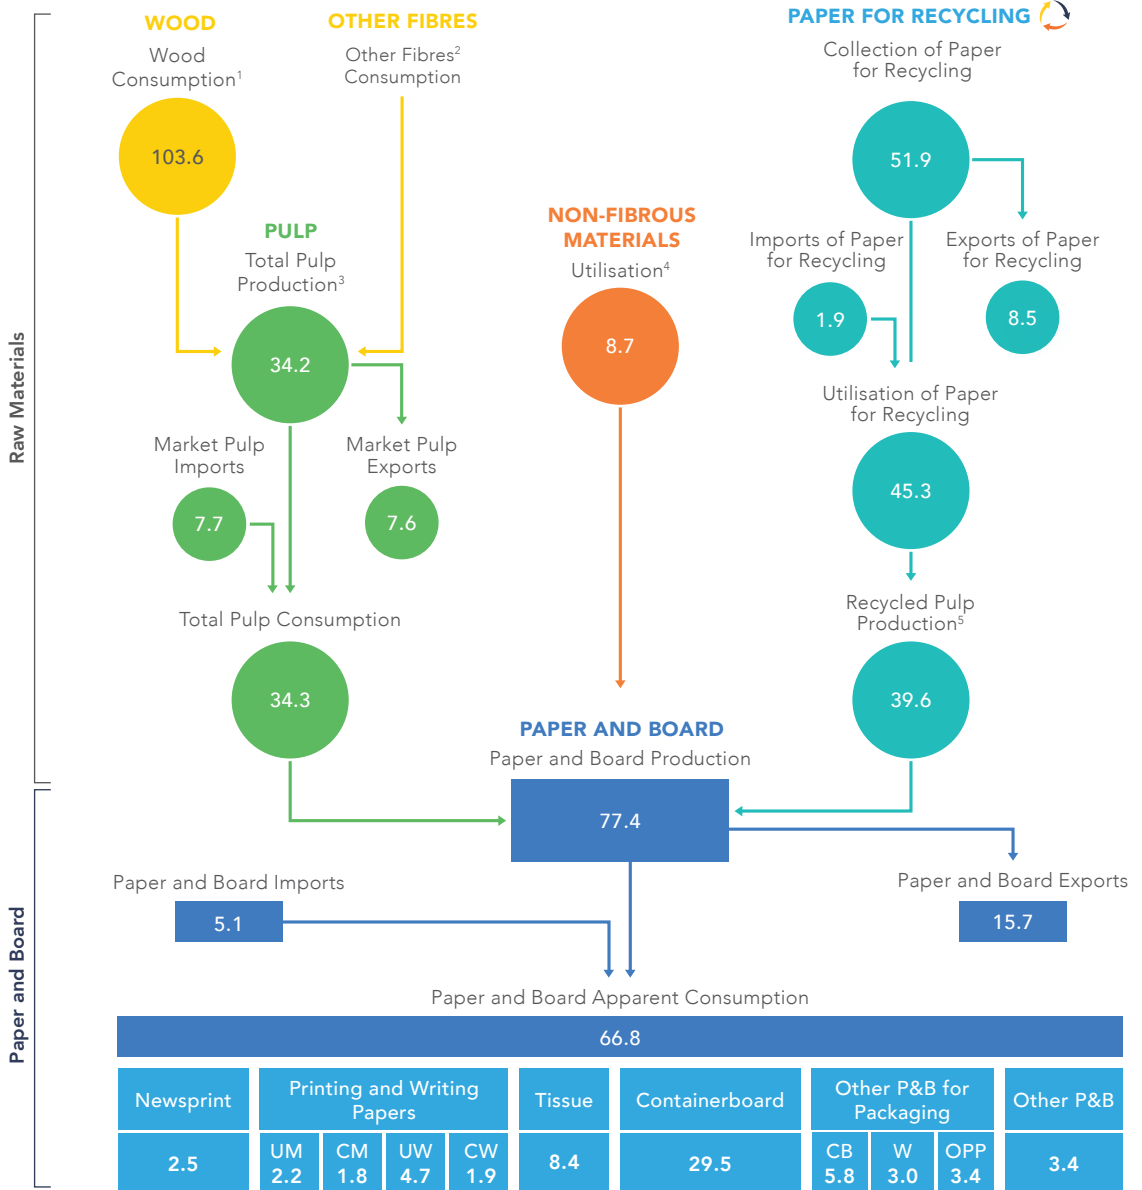 WOOD
Wood
Consumption¹
103.6
OTHER FIBRES
Other Fibres²
Consumption
PAPER FOR RECYCLING
Collection of Paper
for Recycling
51.9
PULP
Total Pulp
Production³
34.2
NON-FIBROUS
MATERIALS
Utilisation⁴
8.7
Imports of Paper
for Recycling
1.9
Exports of Paper
for Recycling
8.5
Raw Materials
Market Pulp
Imports
7.7
Market Pulp
Exports
7.6
Utilisation of Paper
for Recycling
45.3
Total Pulp Consumption
34.3
Recycled Pulp
Production⁵
39.6
PAPER AND BOARD
Paper and Board Production
77.4
Paper and Board
Paper and Board Imports
5.1
Paper and Board Exports
15.7
Paper and Board Apparent Consumption
66.8
Newsprint
2.5
Printing and Writing
Papers
UM
2.2
CM
1.8
UW
4.7
CW
1.9
Tissue
8.4
Containerboard
29.5
Other P&B for
Packaging
CB
5.8
W
3.0
OPP
3.4
Other P&B
3.4